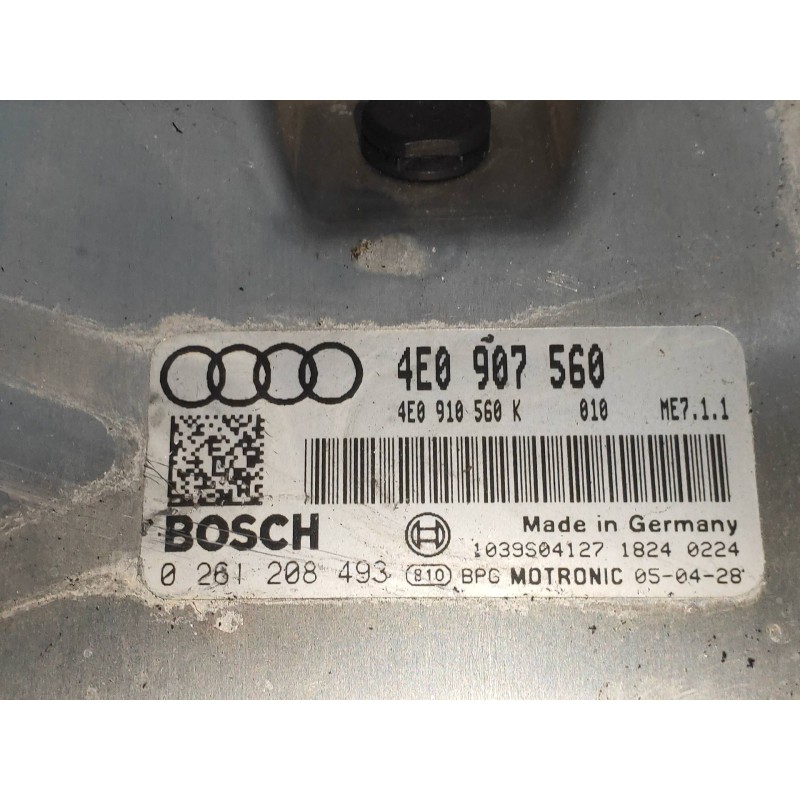 4E0 907 560
4E0 910 560 K 010 ME7.1.1
BOSCH
Made in Germany
1039S04127 1824 0224
0 261 208 493 810 BPG MOTRONIC 05-04-28